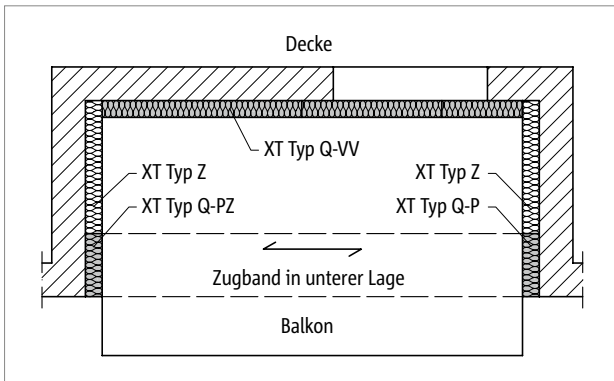 Decke
XT Typ Q-VV
XT Typ Z
XT Typ Z
XT Typ Q-PZ
XT Typ Q-P
Zugband in unterer Lage
Balkon